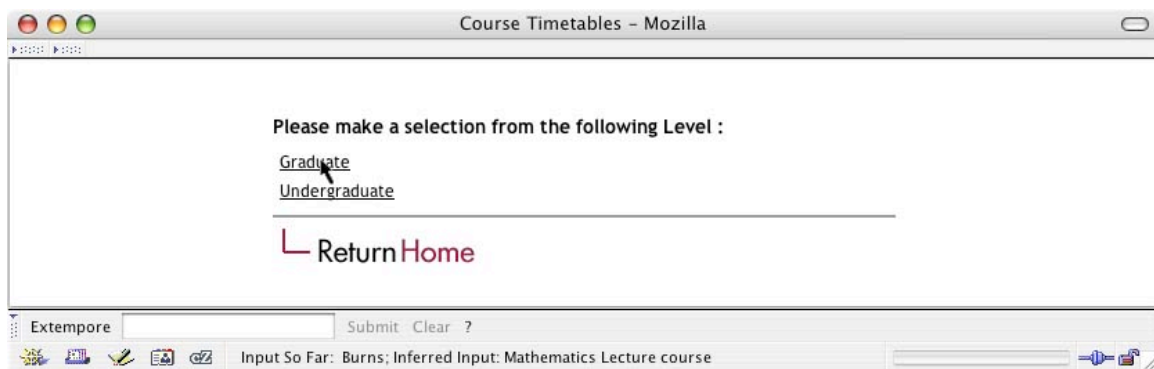 Course Timetables – Mozilla
Please make a selection from the following Level :
Graduate
Undergraduate
Return Home
Extempore Submit Clear ?
Input So Far: Burns; Inferred Input: Mathematics Lecture course